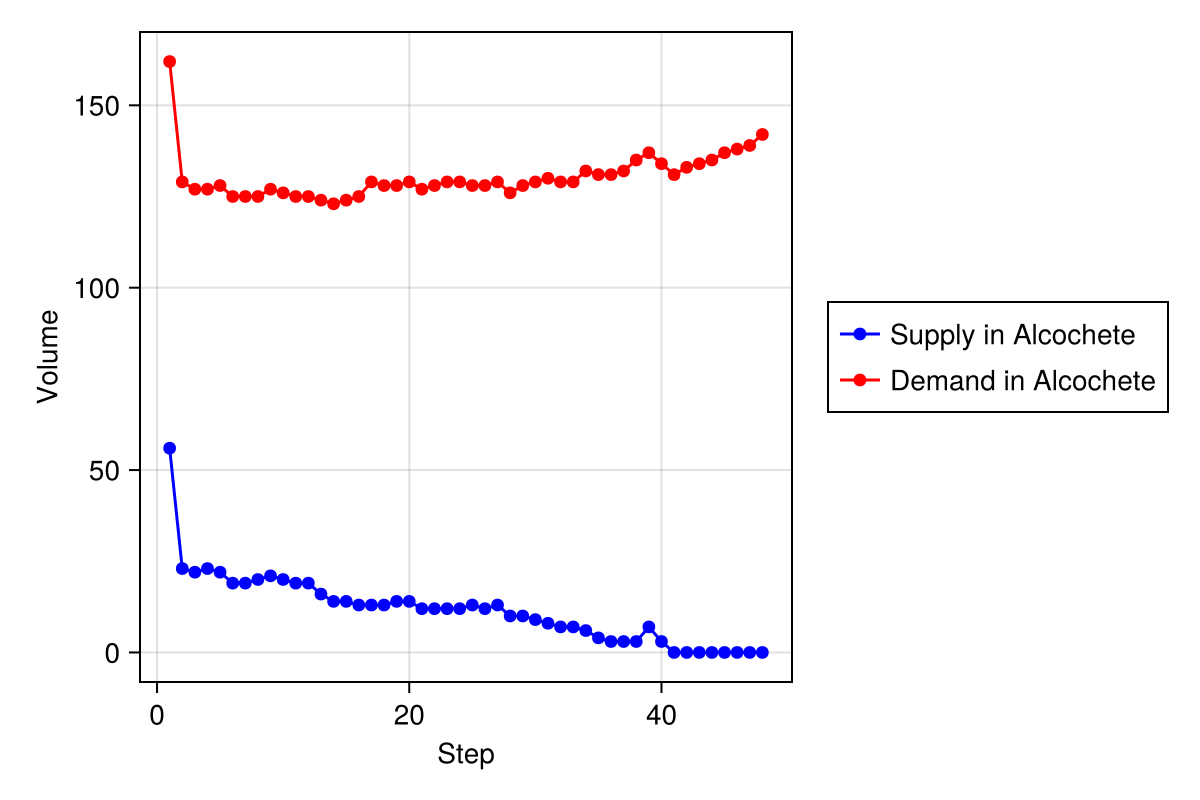 150
100
50
0
Volume
0 20 40
Step
Supply in Alcochete
Demand in Alcochete